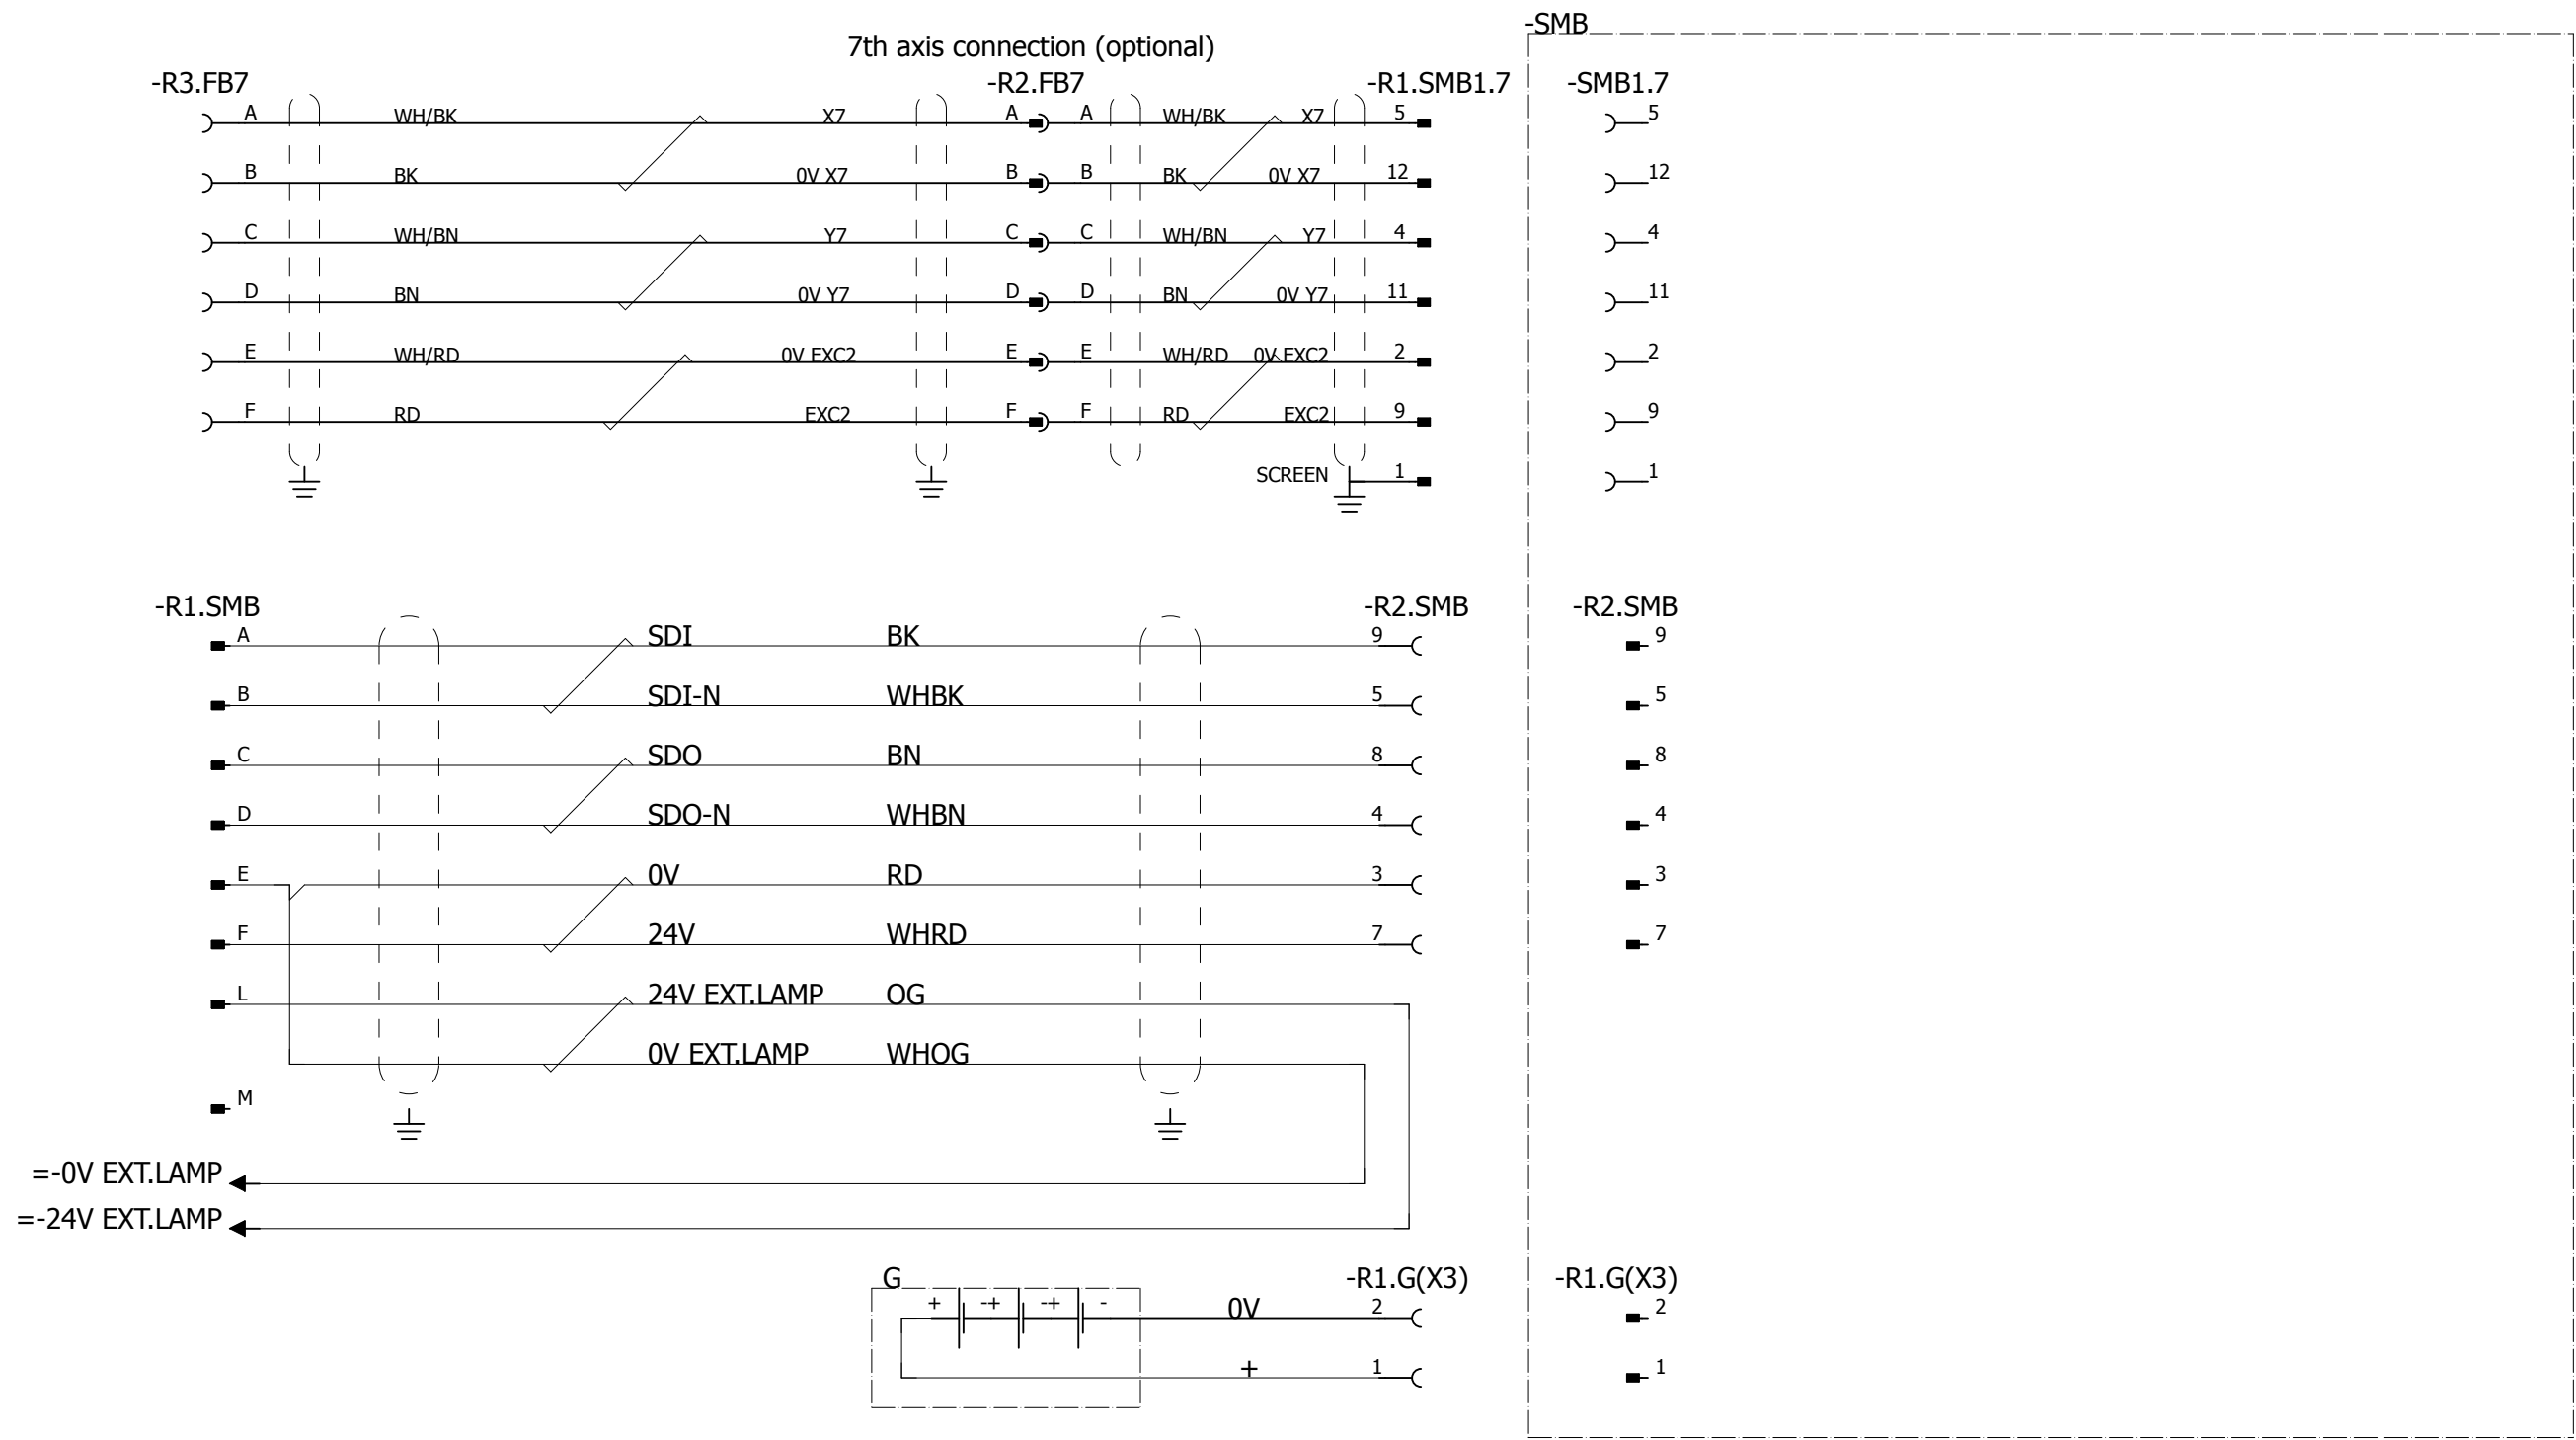 -SMB
7th axis connection (optional)
-R3.FB7 -R2.FB7 -R1.SMB1.7 -SMB1.7
A WH/BK X7 A A WH/BK X7 5 5
B BK 0V X7 B B BK 0V X7 12 12
C WH/BN Y7 C C WH/BN Y7 4 4
D BN 0V Y7 D D BN 0V Y7 11 11
E WH/RD 0V EXC2 E E WH/RD 0V EXC2 2 2
F RD EXC2 F F RD EXC2 9 9
SCREEN 1 1
-R1.SMB -R2.SMB -R2.SMB
A SDI BK 9 9
B SDI-N WHBK 5 5
C SDO BN 8 8
D SDO-N WHBN 4 4
E 0V RD 3 3
F 24V WHRD 7 7
L 24V EXT.LAMP OG
0V EXT.LAMP WHOG
M
=-0V EXT.LAMP
=-24V EXT.LAMP
G -R1.G(X3) -R1.G(X3)
+ -+ -+ - 0V 2 2
+ 1 1